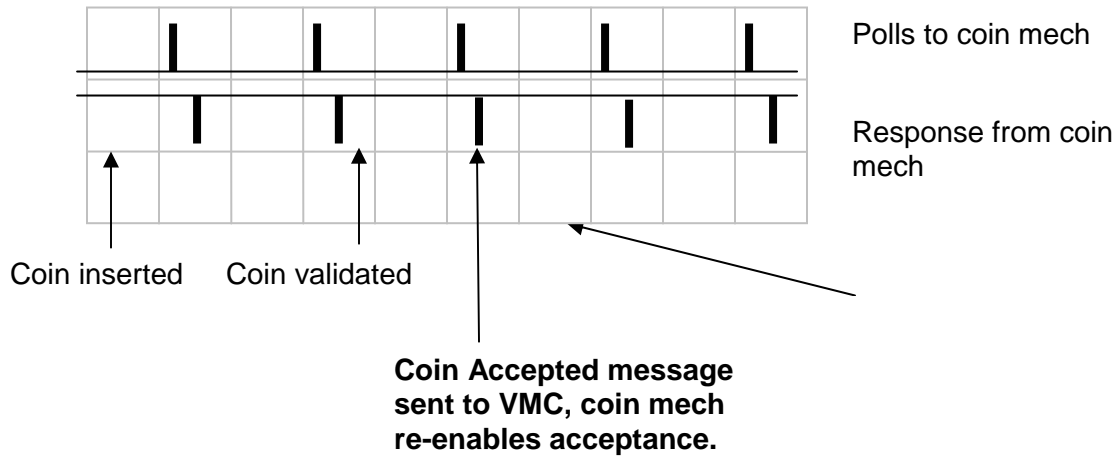 Polls to coin mech
Response from coin
mech
Coin inserted
Coin validated
Coin Accepted message
sent to VMC, coin mech
re-enables acceptance.